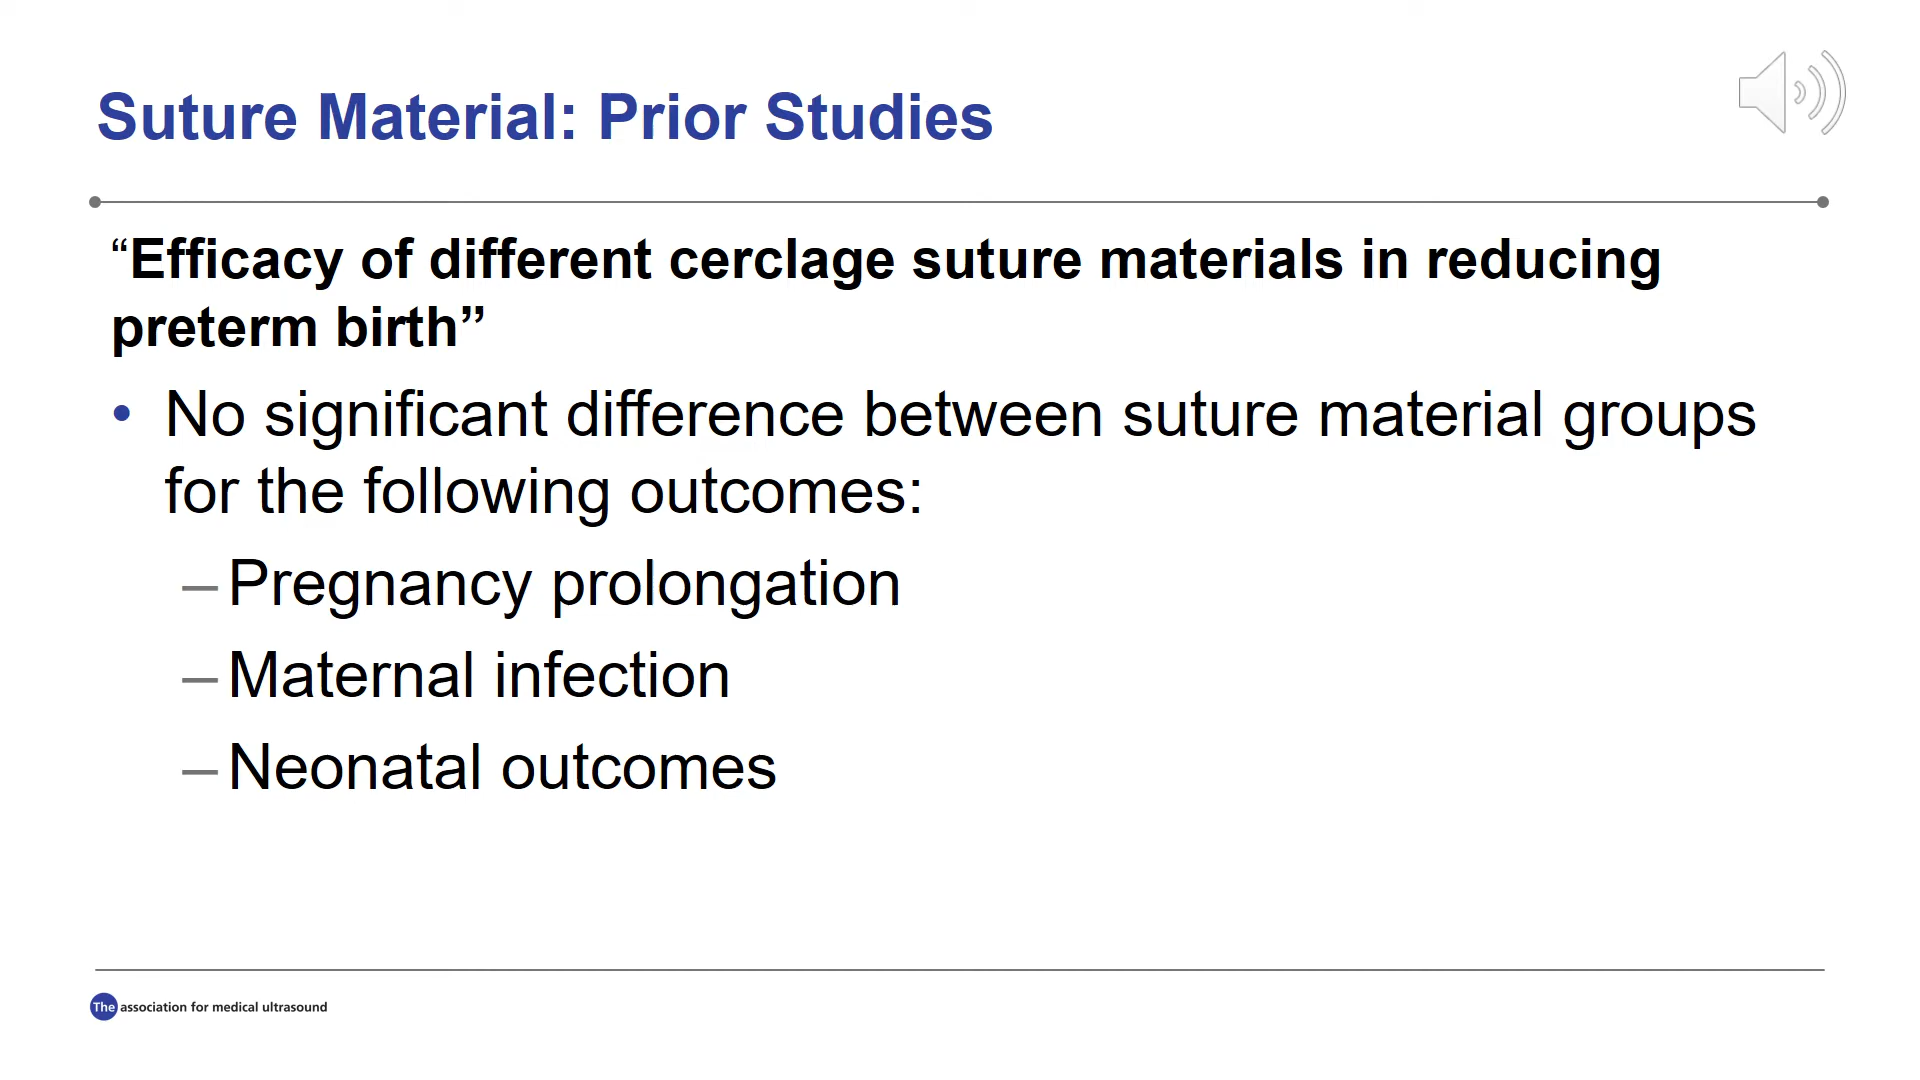 Suture Material: Prior Studies
“Efficacy of different cerclage suture materials in reducing
preterm birth”
• No significant difference between suture material groups
for the following outcomes:
– Pregnancy prolongation
– Maternal infection
– Neonatal outcomes
The association for medical ultrasound